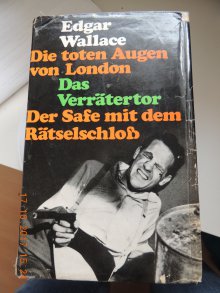 Edgar
Wallace
Die toten Augen
von London
Das
Verrätertor
Der Safe mit dem
Rätselschloß